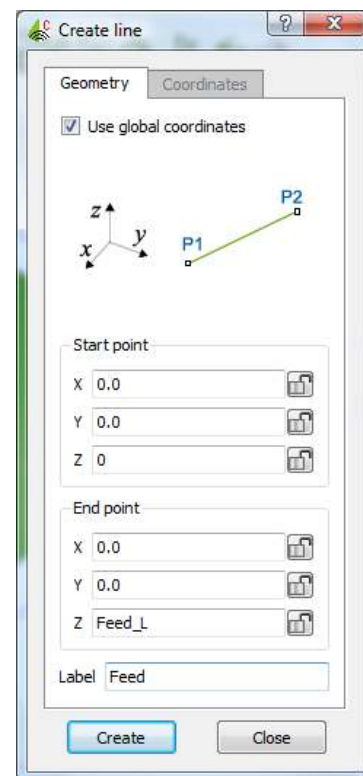 Create line
Geometry Coordinates
Use global coordinates
z
x
y
P1
P2
Start point
X 0.0
Y 0.0
Z 0
End point
X 0.0
Y 0.0
Z Feed_L
Label Feed
Create Close